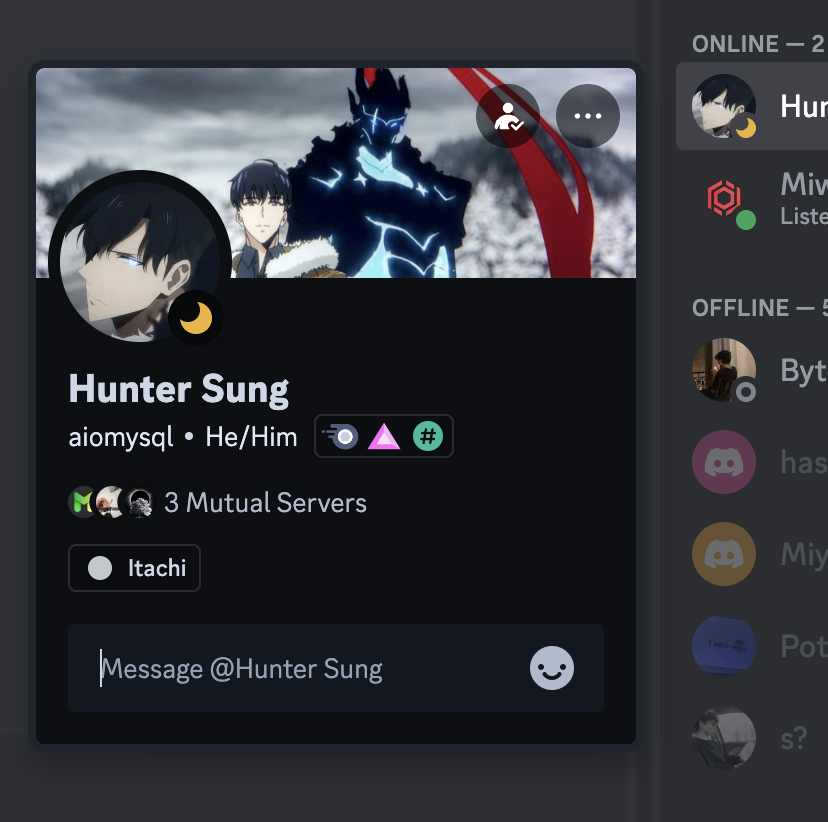 ONLINE — 2
Hun
Miw
Liste
OFFLINE — 5
Byt
has
Miy
Pot
s?
Hunter Sung
aiomysql • He/Him #
3 Mutual Servers
Itachi
Message @Hunter Sung